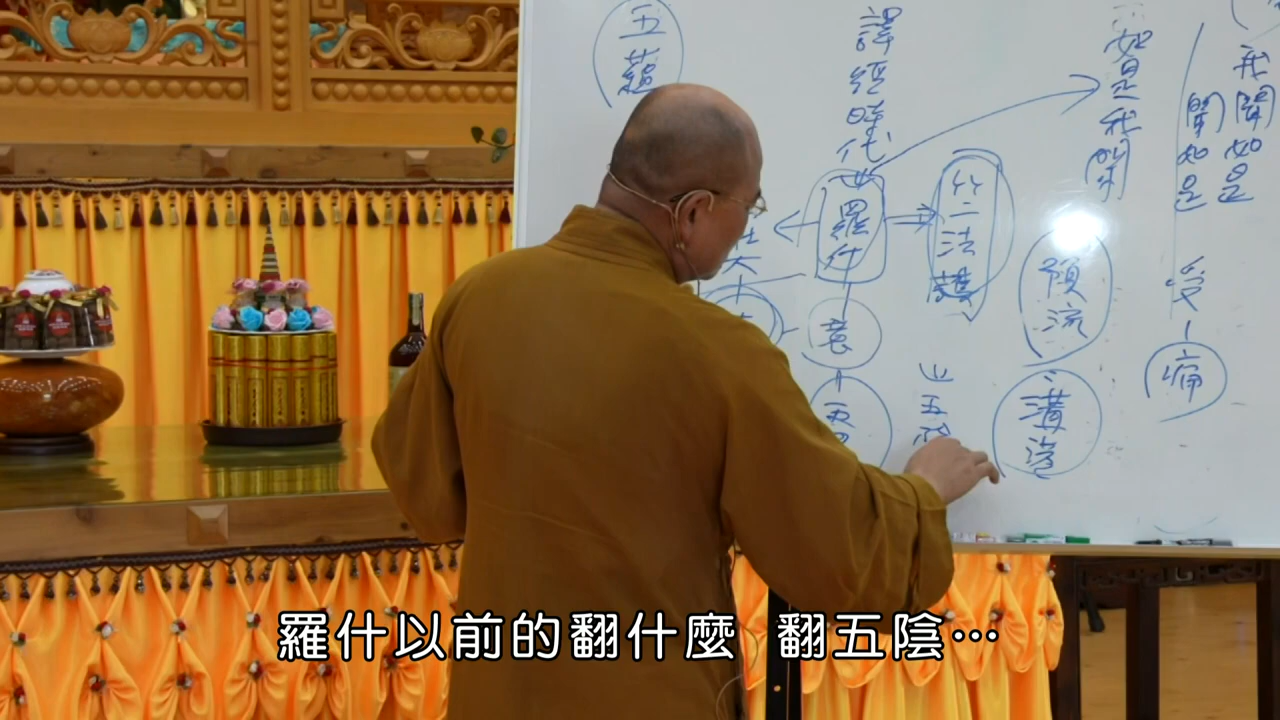 我聞如是
聞如是
受
痛
如是我聞
預流
溝港
竺法護
譯經時代
羅什
意
五蘊
羅什以前的翻什麼 翻五陰…